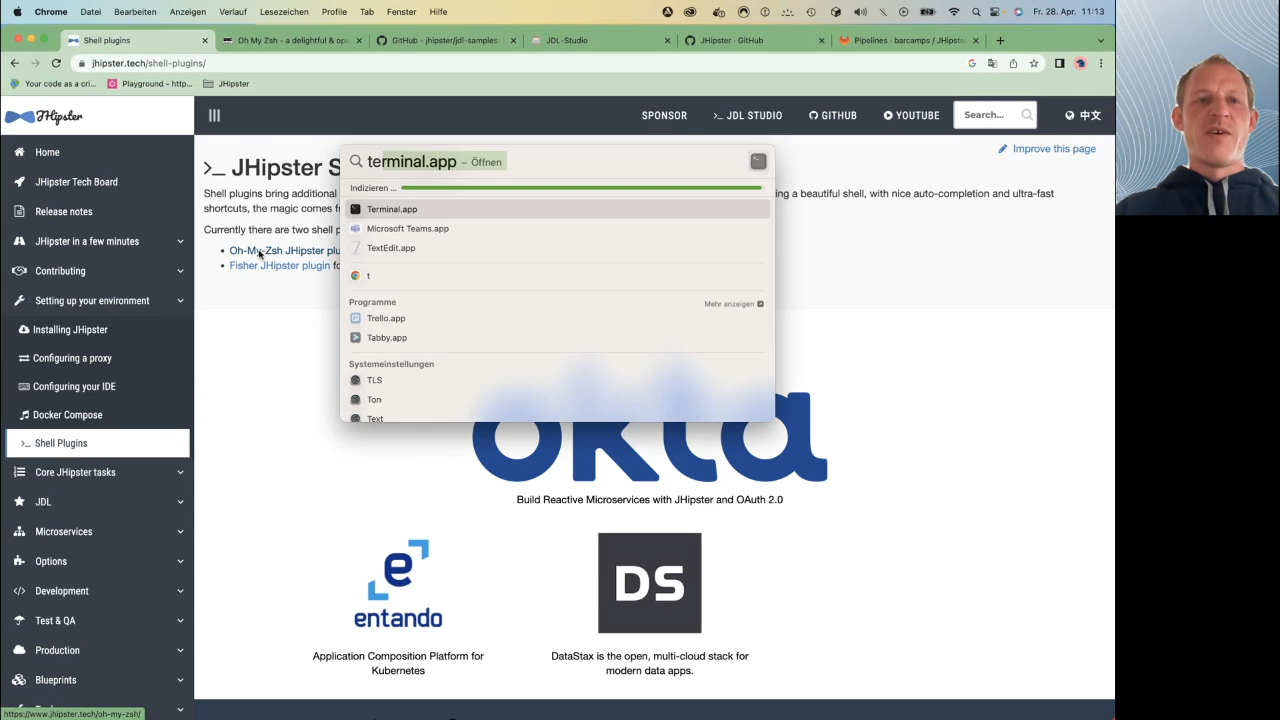 Chrome Datei Bearbeiten Anzeigen Verlauf Lesezeichen Profile Tab Fenster Hilfe
Fr. 28. Apr. 11:13
Shell plugins
Oh My Zsh - a delightful & ope
GitHub - jhipster/jdl-samples:
JDL-Studio
JHipster · GitHub
Pipelines · barcamps / JHipster
jhipster.tech/shell-plugins/
Your code as a cri...
Playground - http...
JHipster
JHipster
SPONSOR
>_ JDL STUDIO
GITHUB
YOUTUBE
Search...
中文
Home
JHipster Tech Board
Release notes
JHipster in a few minutes
Contributing
Setting up your environment
Installing JHipster
Configuring a proxy
Configuring your IDE
Docker Compose
>_ Shell Plugins
Core JHipster tasks
JDL
Microservices
Options
Development
Test & QA
Production
Blueprints
https://www.jhipster.tech/oh-my-zsh/
Improve this page
>_ JHipster S
Shell plugins bring additional
ing a beautiful shell, with nice auto-completion and ultra-fast
shortcuts, the magic comes f
Currently there are two shell p
• Oh-My-Zsh JHipster plu
• Fisher JHipster plugin fo
terminal.app – Öffnen
Indizieren ...
Terminal.app
Microsoft Teams.app
TextEdit.app
t
Programme
Mehr anzeigen
Trello.app
Tabby.app
Systemeinstellungen
TLS
Ton
Text
okta
Build Reactive Microservices with JHipster and OAuth 2.0
e
entando
Application Composition Platform for
Kubernetes
DS
DataStax is the open, multi-cloud stack for
modern data apps.